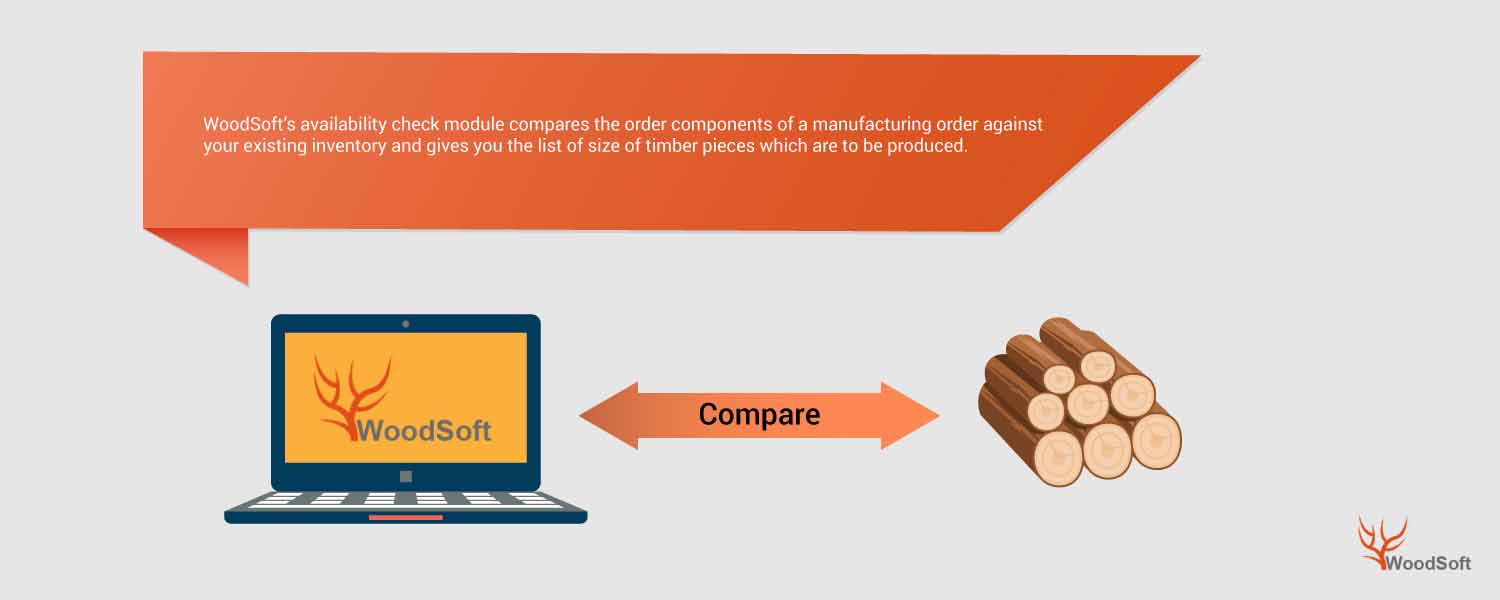 WoodSoft's availability check module compares the order components of a manufacturing order against
your existing inventory and gives you the list of size of timber pieces which are to be produced.
WoodSoft
Compare
WoodSoft